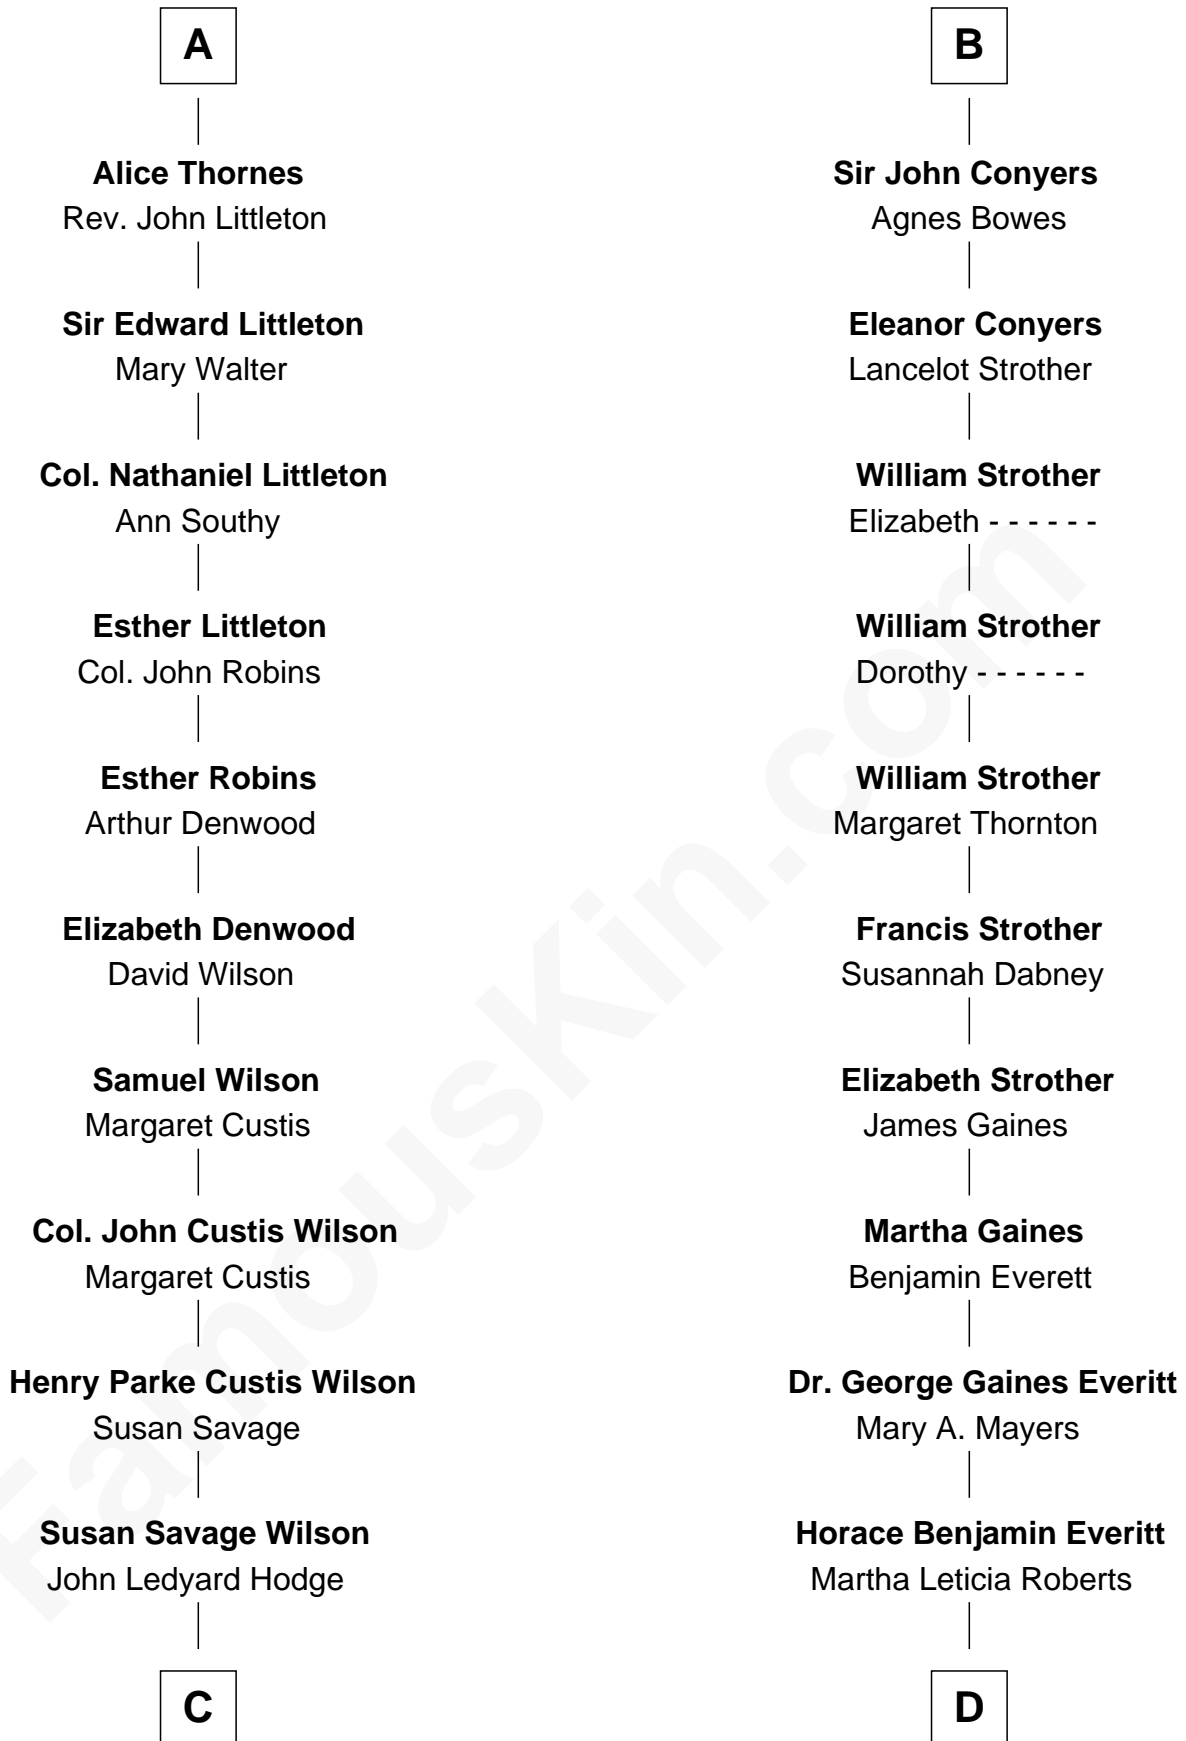 A
Alice Thornes
Rev. John Littleton
Sir Edward Littleton
Mary Walter
Col. Nathaniel Littleton
Ann Southy
Esther Littleton
Col. John Robins
Esther Robins
Arthur Denwood
Elizabeth Denwood
David Wilson
Samuel Wilson
Margaret Custis
Col. John Custis Wilson
Margaret Custis
Henry Parke Custis Wilson
Susan Savage
Susan Savage Wilson
John Ledyard Hodge
C
B
Sir John Conyers
Agnes Bowes
Eleanor Conyers
Lancelot Strother
William Strother
Elizabeth - - - - - -
William Strother
Dorothy - - - - - -
William Strother
Margaret Thornton
Francis Strother
Susannah Dabney
Elizabeth Strother
James Gaines
Martha Gaines
Benjamin Everett
Dr. George Gaines Everitt
Mary A. Mayers
Horace Benjamin Everitt
Martha Leticia Roberts
D
FamousKin.com